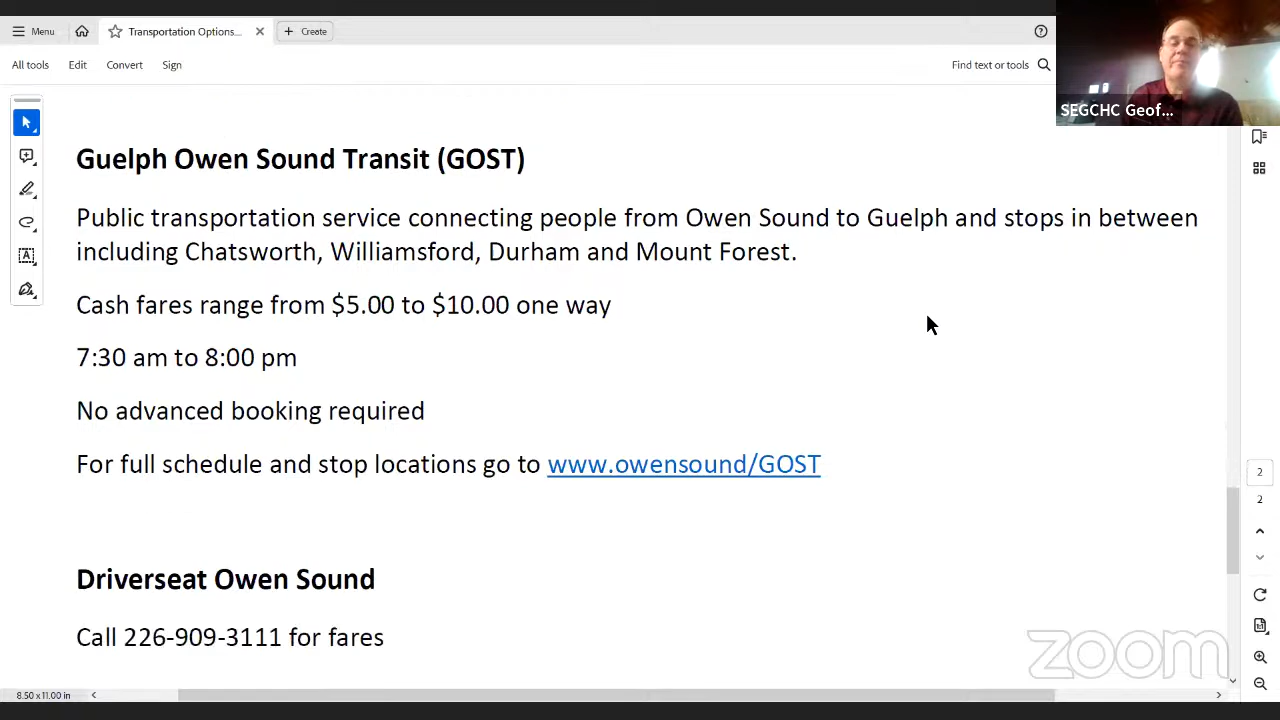 Menu
Transportation Options...
Create
All tools
Edit
Convert
Sign
Find text or tools
SEGCHC Geof...
Guelph Owen Sound Transit (GOST)
Public transportation service connecting people from Owen Sound to Guelph and stops in between
including Chatsworth, Williamsford, Durham and Mount Forest.
Cash fares range from $5.00 to $10.00 one way
7:30 am to 8:00 pm
No advanced booking required
For full schedule and stop locations go to www.owensound/GOST
2
2
Driverseat Owen Sound
Call 226-909-3111 for fares
zoom
8.50 x 11.00 in